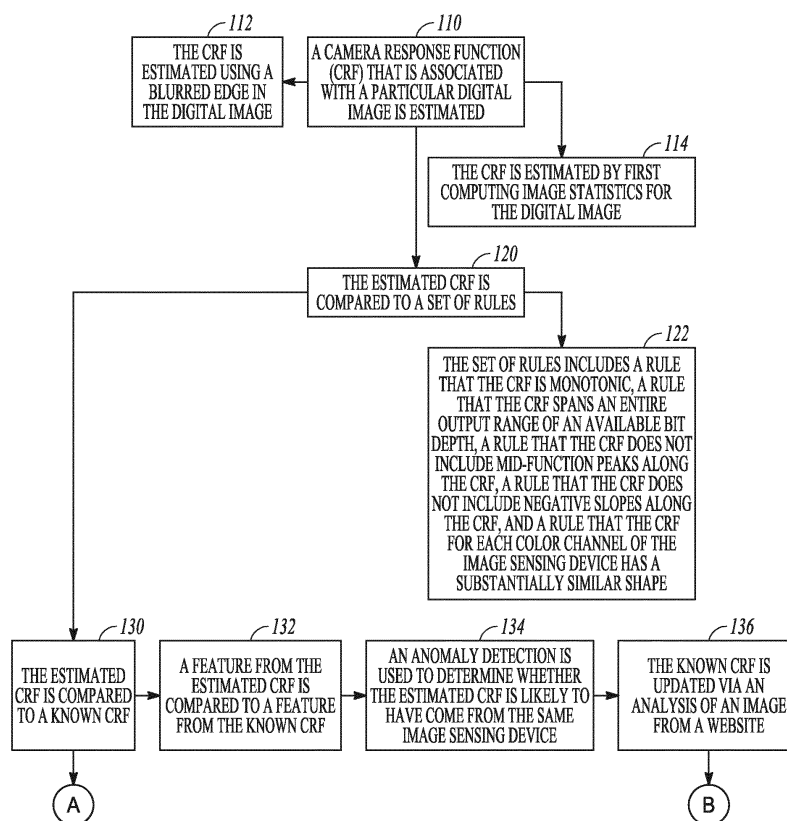 112
THE CRF IS
ESTIMATED USING A
BLURRED EDGE IN
THE DIGITAL IMAGE
110
A CAMERA RESPONSE FUNCTION
(CRF) THAT IS ASSOCIATED
WITH A PARTICULAR DIGITAL
IMAGE IS ESTIMATED
114
THE CRF IS ESTIMATED BY FIRST
COMPUTING IMAGE STATISTICS FOR
THE DIGITAL IMAGE
120
THE ESTIMATED CRF IS
COMPARED TO A SET OF RULES
122
THE SET OF RULES INCLUDES A RULE
THAT THE CRF IS MONOTONIC, A RULE
THAT THE CRF SPANS AN ENTIRE
OUTPUT RANGE OF AN AVAILABLE BIT
DEPTH, A RULE THAT THE CRF DOES NOT
INCLUDE MID-FUNCTION PEAKS ALONG
THE CRF, A RULE THAT THE CRF DOES
NOT INCLUDE NEGATIVE SLOPES ALONG
THE CRF, AND A RULE THAT THE CRF
FOR EACH COLOR CHANNEL OF THE
IMAGE SENSING DEVICE HAS A
SUBSTANTIALLY SIMILAR SHAPE
130
THE ESTIMATED
CRF IS COMPARED
TO A KNOWN CRF
132
A FEATURE FROM THE
ESTIMATED CRF IS
COMPARED TO A FEATURE
FROM THE KNOWN CRF
134
AN ANOMALY DETECTION IS
USED TO DETERMINE WHETHER
THE ESTIMATED CRF IS LIKELY TO
HAVE COME FROM THE SAME
IMAGE SENSING DEVICE
136
THE KNOWN CRF IS
UPDATED VIA AN
ANALYSIS OF AN IMAGE
FROM A WEBSITE
A
B